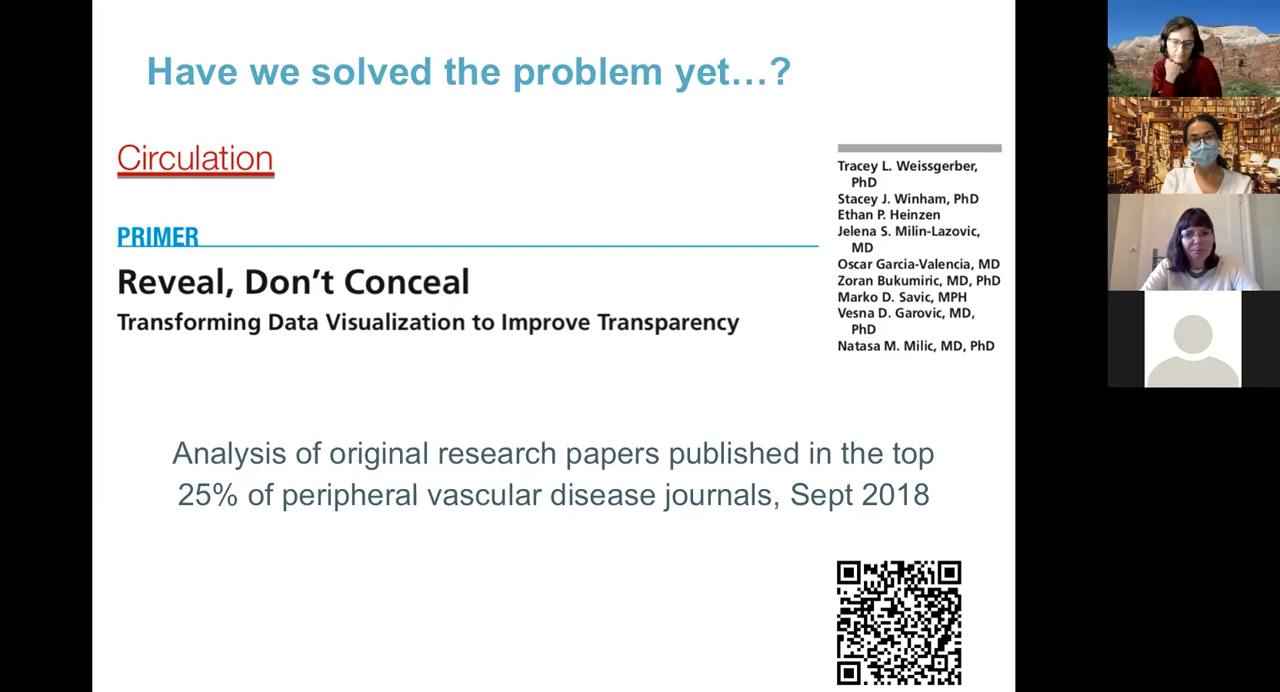 Have we solved the problem yet…?
Circulation
PRIMER
Reveal, Don’t Conceal
Transforming Data Visualization to Improve Transparency
Tracey L. Weissgerber,
PhD
Stacey J. Winham, PhD
Ethan P. Heinzen
Jelena S. Milin-Lazovic,
MD
Oscar Garcia-Valencia, MD
Zoran Bukumiric, MD, PhD
Marko D. Savic, MPH
Vesna D. Garovic, MD,
PhD
Natasa M. Milic, MD, PhD
Analysis of original research papers published in the top
25% of peripheral vascular disease journals, Sept 2018